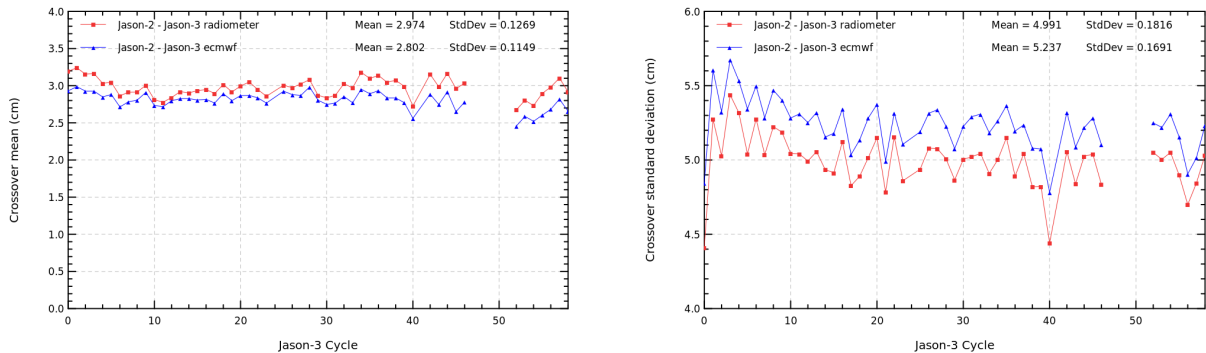 Jason-2 - Jason-3 radiometer Mean = 2.974 StdDev = 0.1269
Jason-2 - Jason-3 ecmwf Mean = 2.802 StdDev = 0.1149
4.0
3.5
3.0
2.5
2.0
1.5
1.0
0.5
0.0
Crossover mean (cm)
0 10 20 30 40 50
Jason-3 Cycle
Jason-2 - Jason-3 radiometer Mean = 4.991 StdDev = 0.1816
Jason-2 - Jason-3 ecmwf Mean = 5.237 StdDev = 0.1691
6.0
5.5
5.0
4.5
4.0
Crossover standard deviation (cm)
0 10 20 30 40 50
Jason-3 Cycle